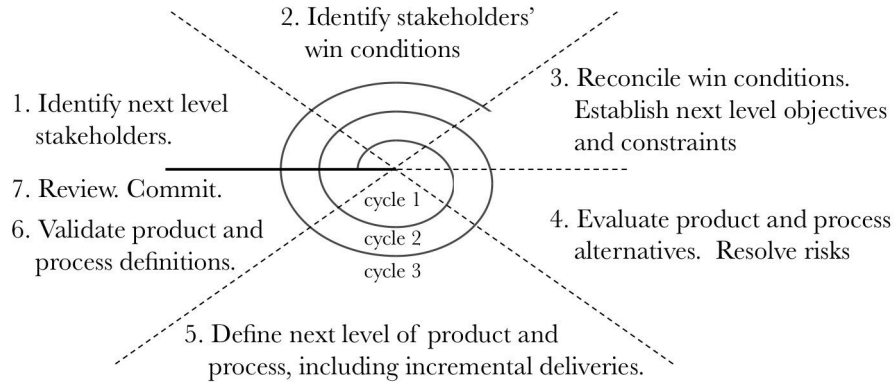 2. Identify stakeholders’
win conditions
1. Identify next level
stakeholders.
3. Reconcile win conditions.
Establish next level objectives
and constraints
7. Review. Commit.
6. Validate product and
process definitions.
4. Evaluate product and process
alternatives. Resolve risks
cycle 1
cycle 2
cycle 3
5. Define next level of product and
process, including incremental deliveries.